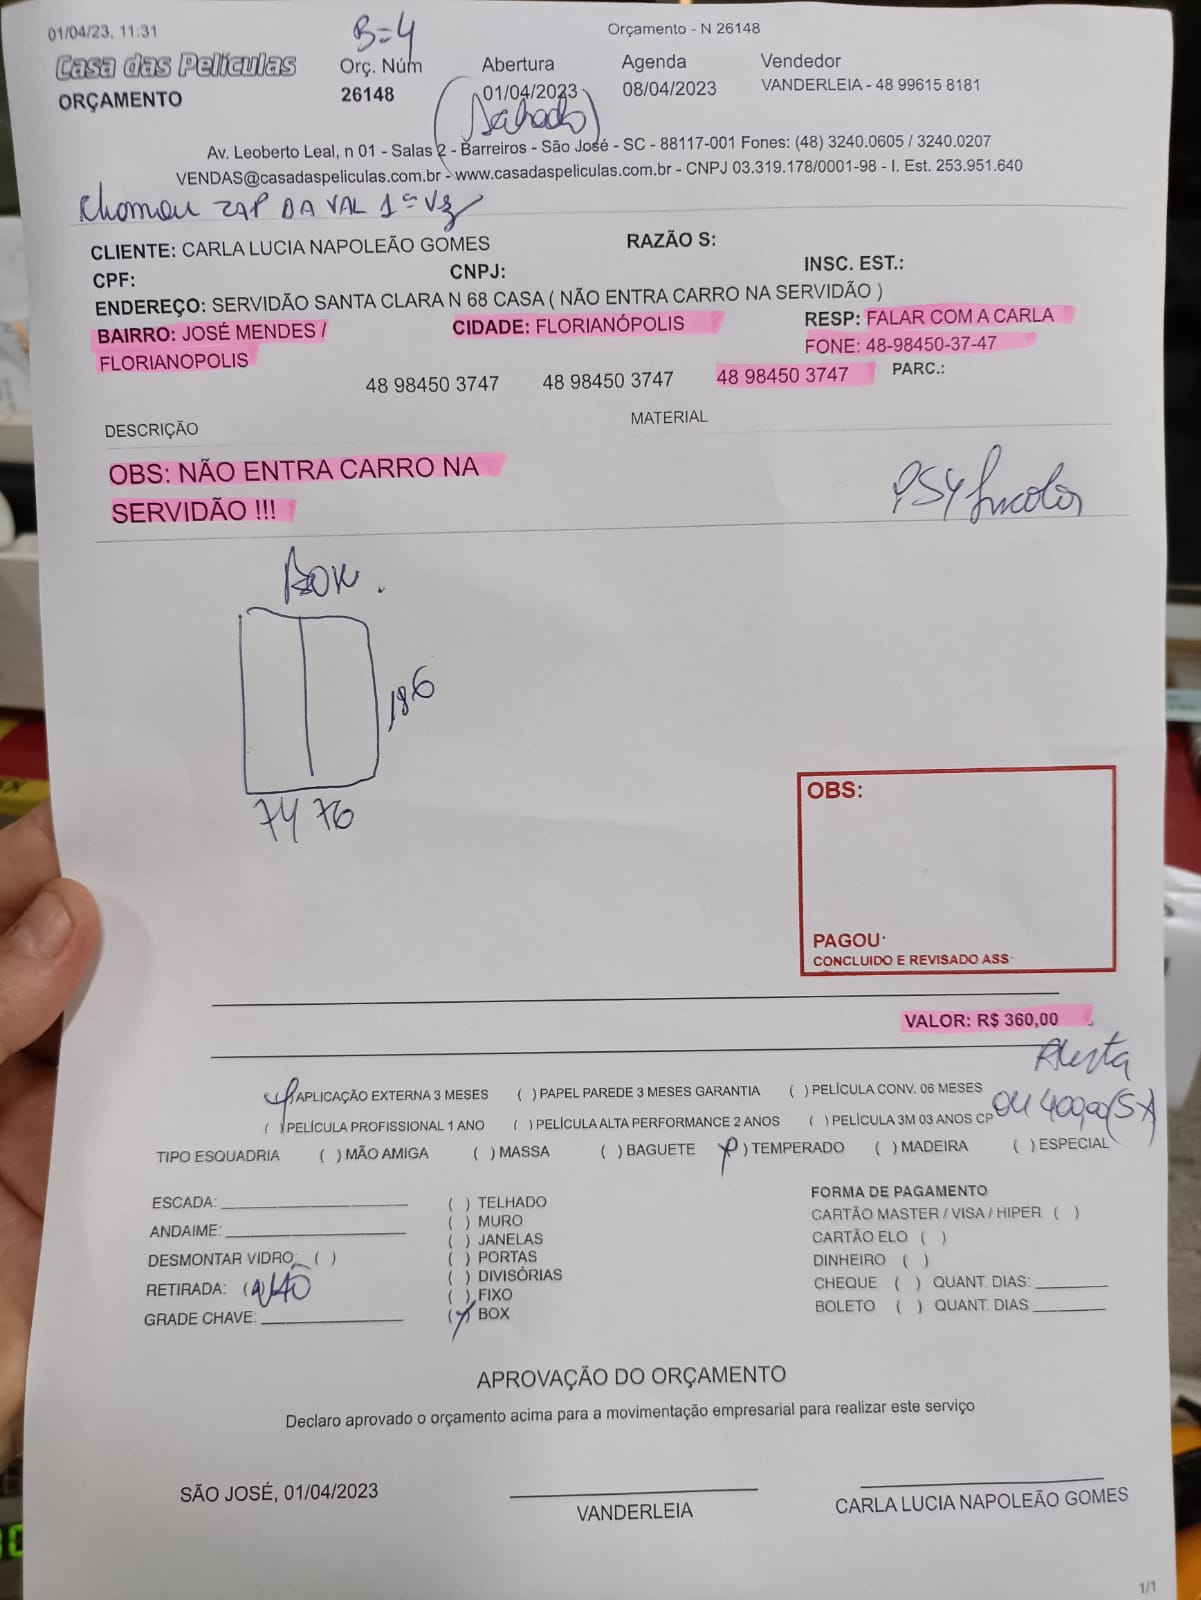 01/04/23, 11:31
B=4
Orçamento - N 26148
Casa das Películas
Orç. Núm
Abertura
Agenda
Vendedor
ORÇAMENTO
26148
01/04/2023
08/04/2023
VANDERLEIA - 48 99615 8181
(Sabado)
Av. Leoberto Leal, n 01 - Salas 2 - Barreiros - São José - SC - 88117-001 Fones: (48) 3240.0605 / 3240.0207
VENDAS@casadaspeliculas.com.br - www.casadaspeliculas.com.br - CNPJ 03.319.178/0001-98 - I. Est. 253.951.640
Chamou ZAP DA VAL 1ª Vz
CLIENTE: CARLA LUCIA NAPOLEÃO GOMES
RAZÃO S:
CPF:
CNPJ:
INSC. EST.:
ENDEREÇO: SERVIDÃO SANTA CLARA N 68 CASA ( NÃO ENTRA CARRO NA SERVIDÃO )
BAIRRO: JOSÉ MENDES /
FLORIANOPOLIS
CIDADE: FLORIANÓPOLIS
RESP: FALAR COM A CARLA
FONE: 48-98450-37-47
48 98450 3747 48 98450 3747 48 98450 3747 PARC.:
DESCRIÇÃO
MATERIAL
OBS: NÃO ENTRA CARRO NA
SERVIDÃO !!!
PS4 Incolor
BOX.
186
74 76
OBS:
PAGOU:
CONCLUIDO E REVISADO ASS:
VALOR: R$ 360,00
ou 400,00 (5X)
( ) APLICAÇÃO EXTERNA 3 MESES ( ) PAPEL PAREDE 3 MESES GARANTIA ( ) PELÍCULA CONV. 06 MESES
( ) PELÍCULA PROFISSIONAL 1 ANO ( ) PELÍCULA ALTA PERFORMANCE 2 ANOS ( ) PELÍCULA 3M 03 ANOS CP
TIPO ESQUADRIA ( ) MÃO AMIGA ( ) MASSA ( ) BAGUETE ( ) TEMPERADO ( ) MADEIRA ( ) ESPECIAL
ESCADA:
ANDAIME:
DESMONTAR VIDRO: ( )
RETIRADA: ( ) NÃO
GRADE CHAVE:
( ) TELHADO
( ) MURO
( ) JANELAS
( ) PORTAS
( ) DIVISÓRIAS
( ) FIXO
(X) BOX
FORMA DE PAGAMENTO
CARTÃO MASTER / VISA / HIPER ( )
CARTÃO ELO ( )
DINHEIRO ( )
CHEQUE ( ) QUANT. DIAS:
BOLETO ( ) QUANT. DIAS
APROVAÇÃO DO ORÇAMENTO
Declaro aprovado o orçamento acima para a movimentação empresarial para realizar este serviço
SÃO JOSÉ, 01/04/2023
VANDERLEIA
CARLA LUCIA NAPOLEÃO GOMES
1/1